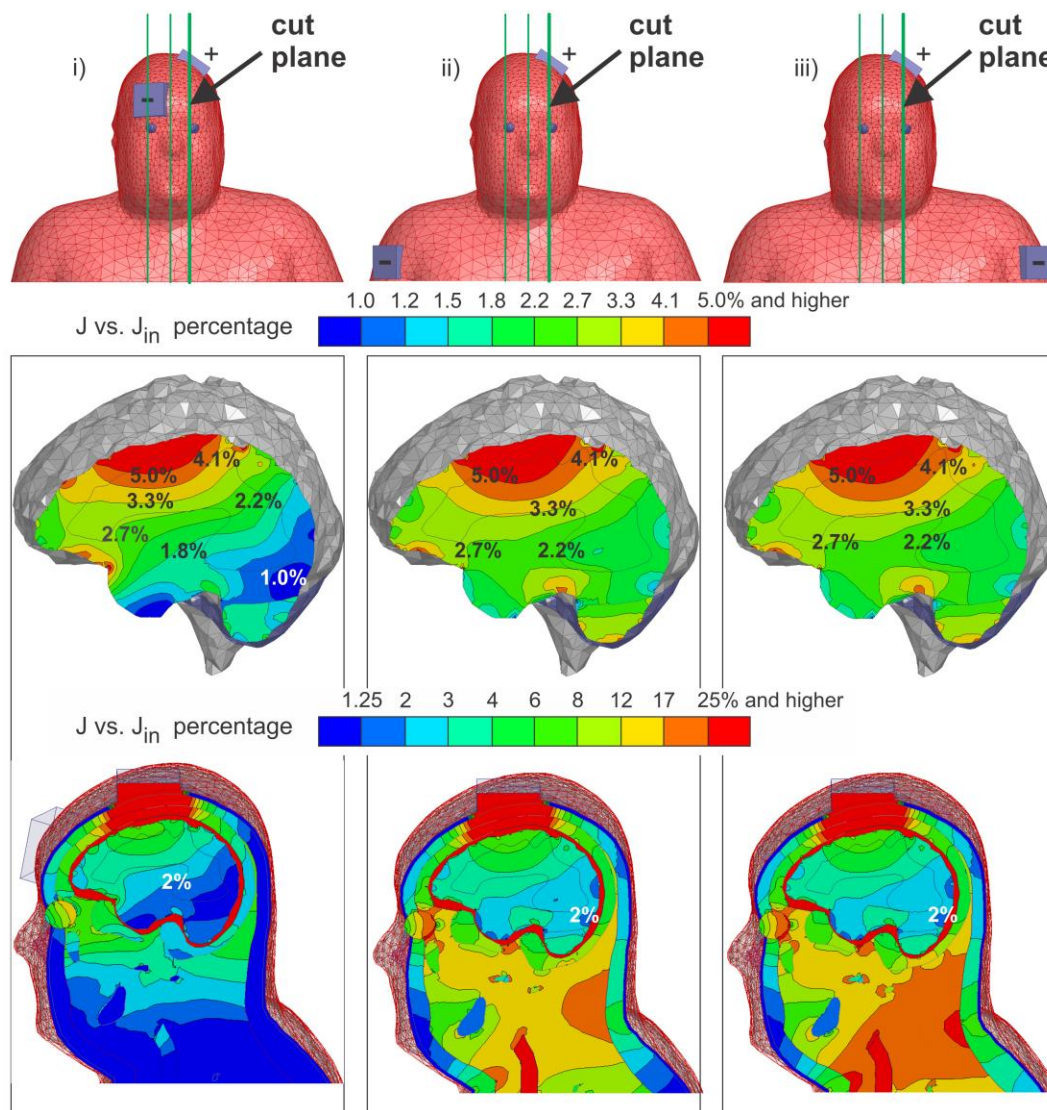 i)
+
cut
plane
-
ii)
+
cut
plane
-
iii)
+
cut
plane
-
1.0 1.2 1.5 1.8 2.2 2.7 3.3 4.1 5.0% and higher
J vs. Jin percentage
5.0%
4.1%
3.3%
2.2%
2.7%
1.8%
1.0%
5.0%
4.1%
3.3%
2.7%
2.2%
5.0%
4.1%
3.3%
2.7%
2.2%
1.25 2 3 4 6 8 12 17 25% and higher
J vs. Jin percentage
2%
2%
2%